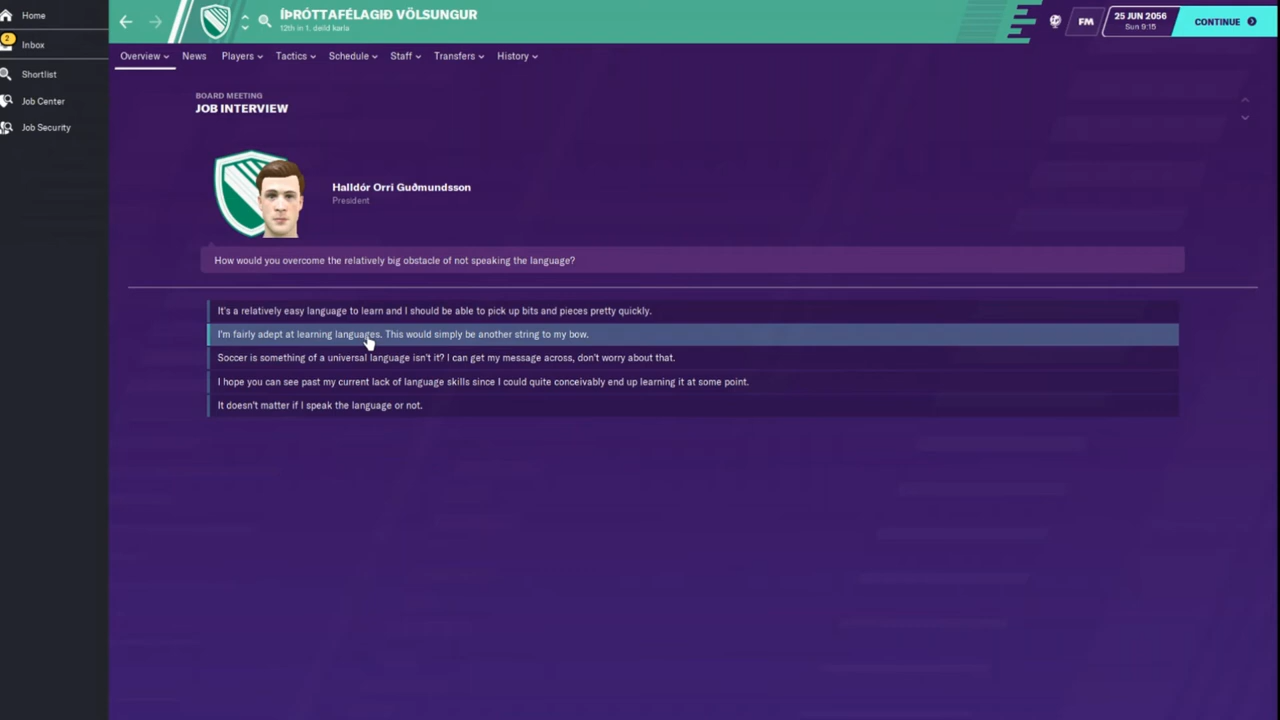 Home
2
Inbox
Shortlist
Job Center
Job Security
ÍÞRÓTTAFÉLAGIÐ VÖLSUNGUR
12th in 1. deild karla
FM
25 JUN 2056
Sun 9:15
CONTINUE
Overview
News
Players
Tactics
Schedule
Staff
Transfers
History
BOARD MEETING
JOB INTERVIEW
Halldór Orri Guðmundsson
President
How would you overcome the relatively big obstacle of not speaking the language?
It's a relatively easy language to learn and I should be able to pick up bits and pieces pretty quickly.
I'm fairly adept at learning languages. This would simply be another string to my bow.
Soccer is something of a universal language isn't it? I can get my message across, don't worry about that.
I hope you can see past my current lack of language skills since I could quite conceivably end up learning it at some point.
It doesn't matter if I speak the language or not.